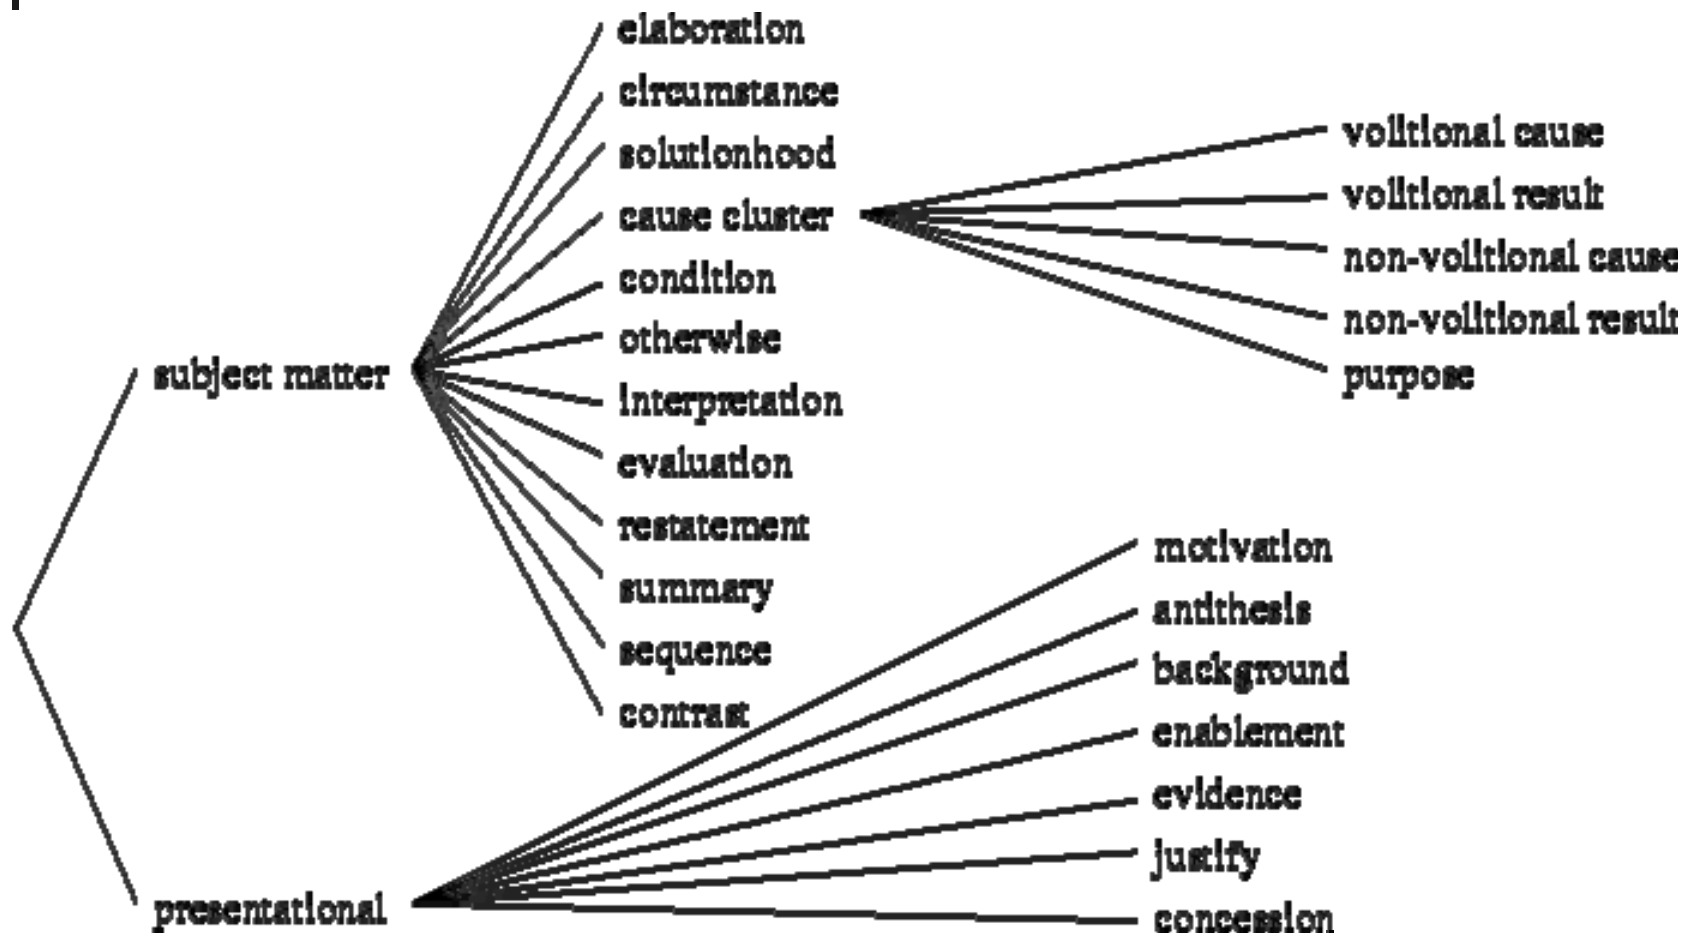 elaboration
circumstance
solutionhood
cause cluster
condition
otherwise
interpretation
evaluation
restatement
summary
sequence
contrast
volitional cause
volitional result
non-volitional cause
non-volitional result
purpose
subject matter
motivation
antithesis
background
enablement
evidence
justify
concession
presentational